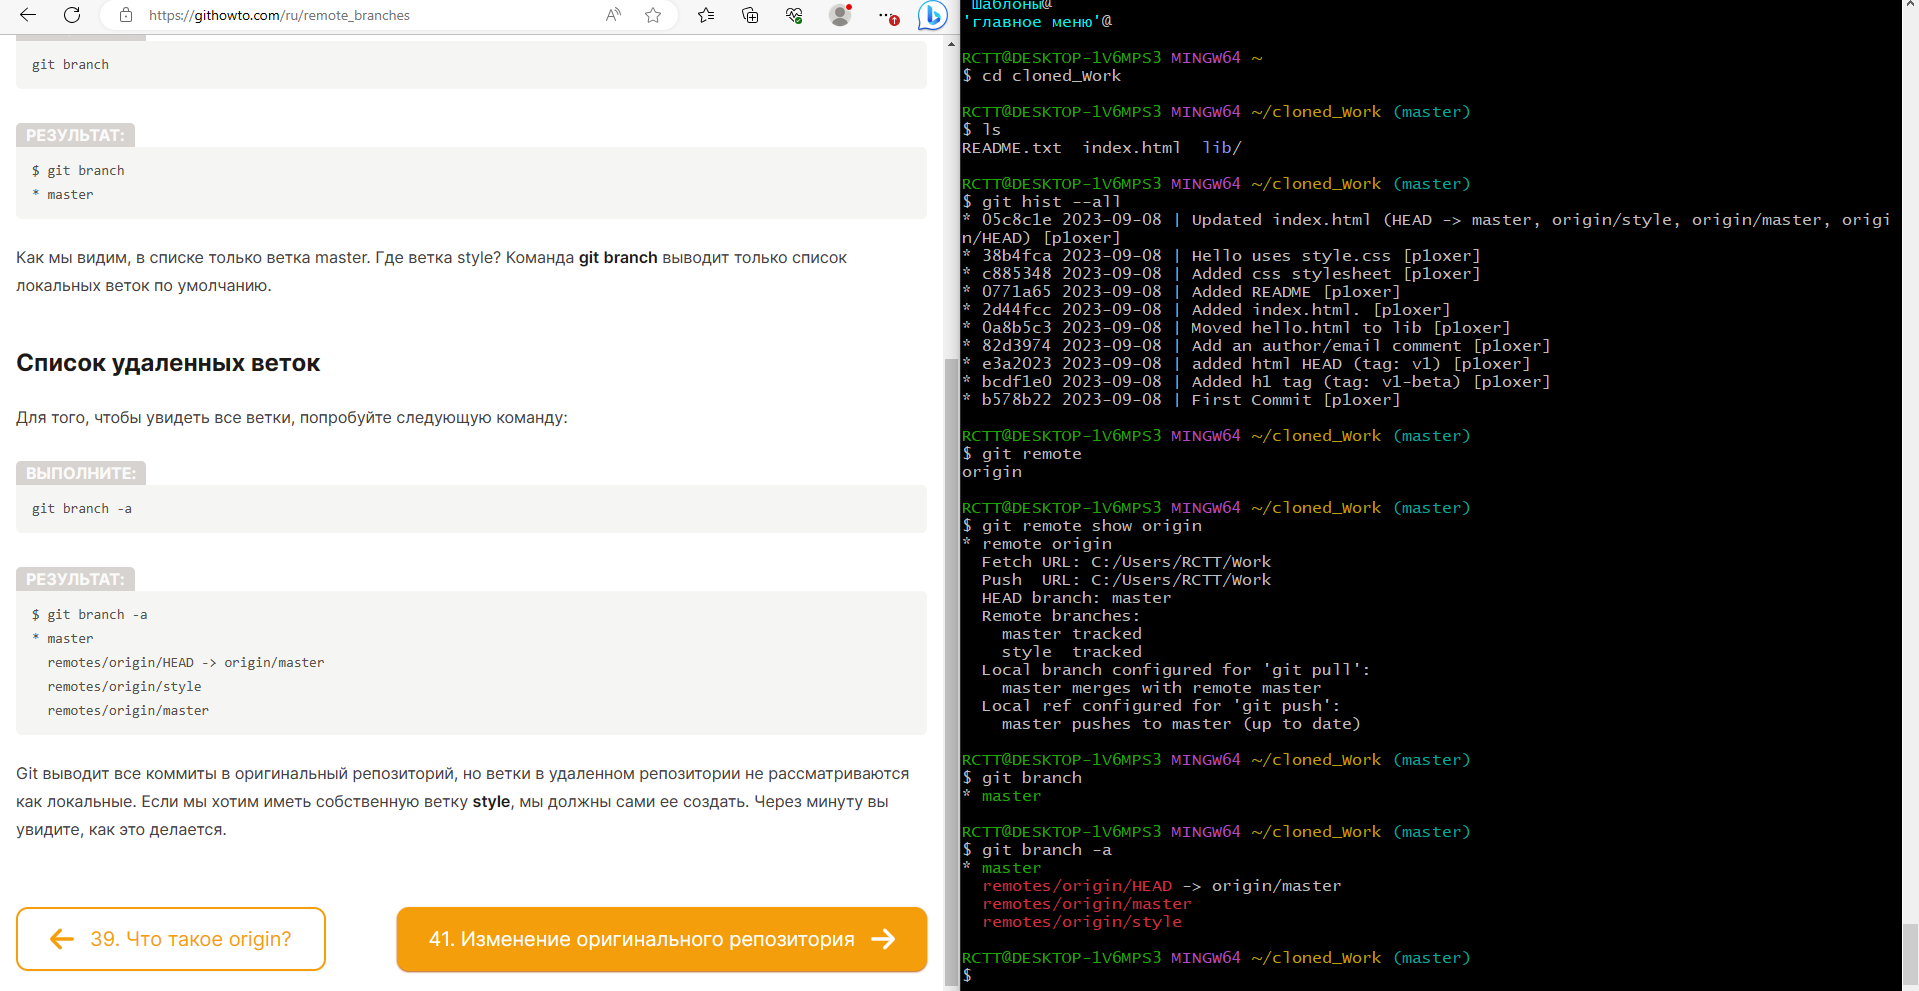 https://githowto.com/ru/remote_branches
git branch
РЕЗУЛЬТАТ:
$ git branch
* master
Как мы видим, в списке только ветка master. Где ветка style? Команда git branch выводит только список
локальных веток по умолчанию.
Список удаленных веток
Для того, чтобы увидеть все ветки, попробуйте следующую команду:
ВЫПОЛНИТЕ:
git branch -a
РЕЗУЛЬТАТ:
$ git branch -a
* master
remotes/origin/HEAD -> origin/master
remotes/origin/style
remotes/origin/master
Git выводит все коммиты в оригинальный репозиторий, но ветки в удаленном репозитории не рассматриваются
как локальные. Если мы хотим иметь собственную ветку style, мы должны сами ее создать. Через минуту вы
увидите, как это делается.
← 39. Что такое origin?
41. Изменение оригинального репозитория →
Шаблоны@
'главное меню'@
RCTT@DESKTOP-1V6MPS3 MINGW64 ~
$ cd cloned_Work
RCTT@DESKTOP-1V6MPS3 MINGW64 ~/cloned_Work (master)
$ ls
README.txt index.html lib/
RCTT@DESKTOP-1V6MPS3 MINGW64 ~/cloned_Work (master)
$ git hist --all
* 05c8c1e 2023-09-08 | Updated index.html (HEAD -> master, origin/style, origin/master, origi
n/HEAD) [p1oxer]
* 38b4fca 2023-09-08 | Hello uses style.css [p1oxer]
* c885348 2023-09-08 | Added css stylesheet [p1oxer]
* 0771a65 2023-09-08 | Added README [p1oxer]
* 2d44fcc 2023-09-08 | Added index.html. [p1oxer]
* 0a8b5c3 2023-09-08 | Moved hello.html to lib [p1oxer]
* 82d3974 2023-09-08 | Add an author/email comment [p1oxer]
* e3a2023 2023-09-08 | added html HEAD (tag: v1) [p1oxer]
* bcdf1e0 2023-09-08 | Added h1 tag (tag: v1-beta) [p1oxer]
* b578b22 2023-09-08 | First Commit [p1oxer]
RCTT@DESKTOP-1V6MPS3 MINGW64 ~/cloned_Work (master)
$ git remote
origin
RCTT@DESKTOP-1V6MPS3 MINGW64 ~/cloned_Work (master)
$ git remote show origin
* remote origin
Fetch URL: C:/Users/RCTT/Work
Push URL: C:/Users/RCTT/Work
HEAD branch: master
Remote branches:
master tracked
style tracked
Local branch configured for 'git pull':
master merges with remote master
Local ref configured for 'git push':
master pushes to master (up to date)
RCTT@DESKTOP-1V6MPS3 MINGW64 ~/cloned_Work (master)
$ git branch
* master
RCTT@DESKTOP-1V6MPS3 MINGW64 ~/cloned_Work (master)
$ git branch -a
* master
remotes/origin/HEAD -> origin/master
remotes/origin/master
remotes/origin/style
RCTT@DESKTOP-1V6MPS3 MINGW64 ~/cloned_Work (master)
$